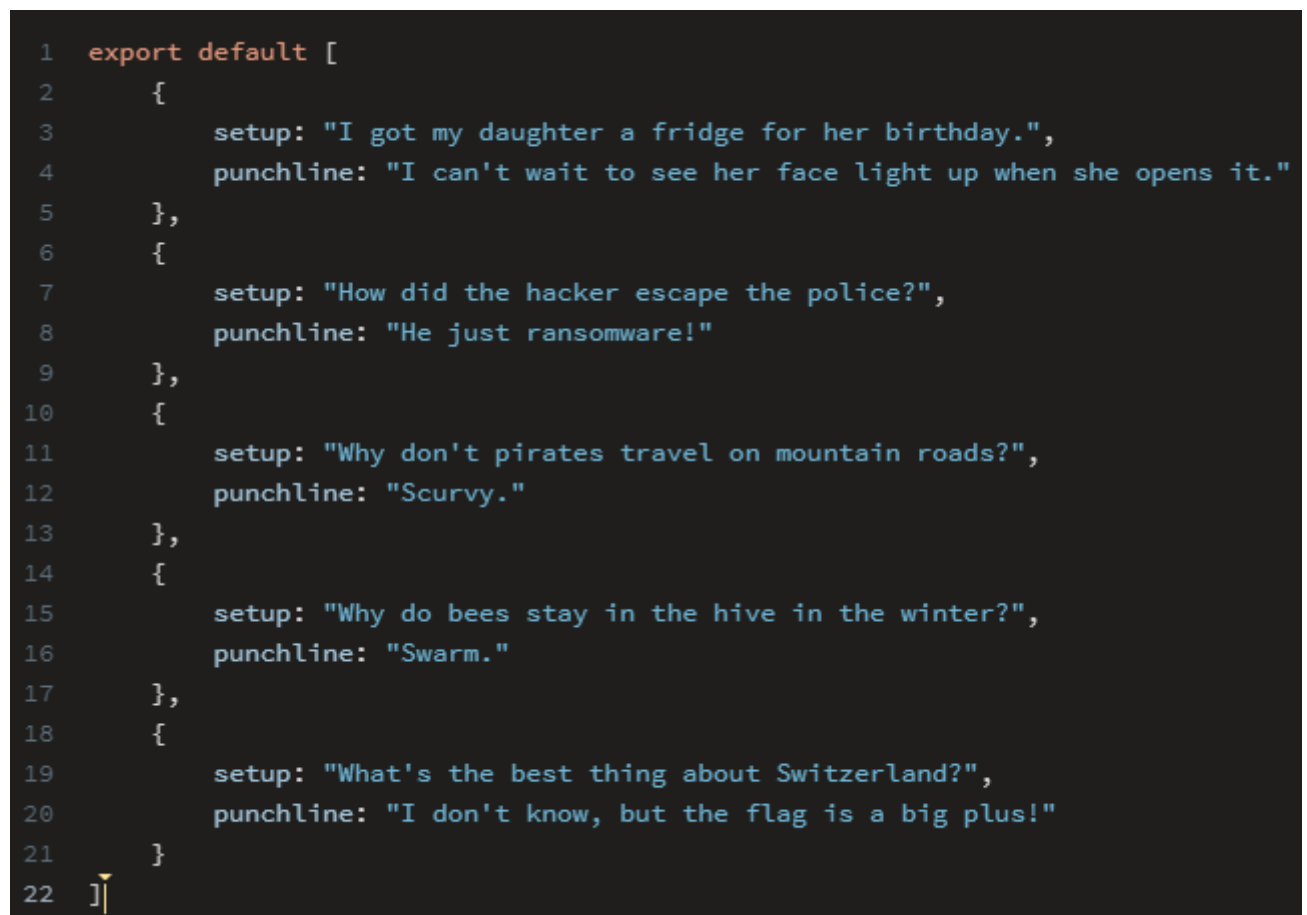 1 export default [
2 {
3 setup: "I got my daughter a fridge for her birthday.",
4 punchline: "I can't wait to see her face light up when she opens it."
5 },
6 {
7 setup: "How did the hacker escape the police?",
8 punchline: "He just ransomware!"
9 },
10 {
11 setup: "Why don't pirates travel on mountain roads?",
12 punchline: "Scurvy."
13 },
14 {
15 setup: "Why do bees stay in the hive in the winter?",
16 punchline: "Swarm."
17 },
18 {
19 setup: "What's the best thing about Switzerland?",
20 punchline: "I don't know, but the flag is a big plus!"
21 }
22 ]